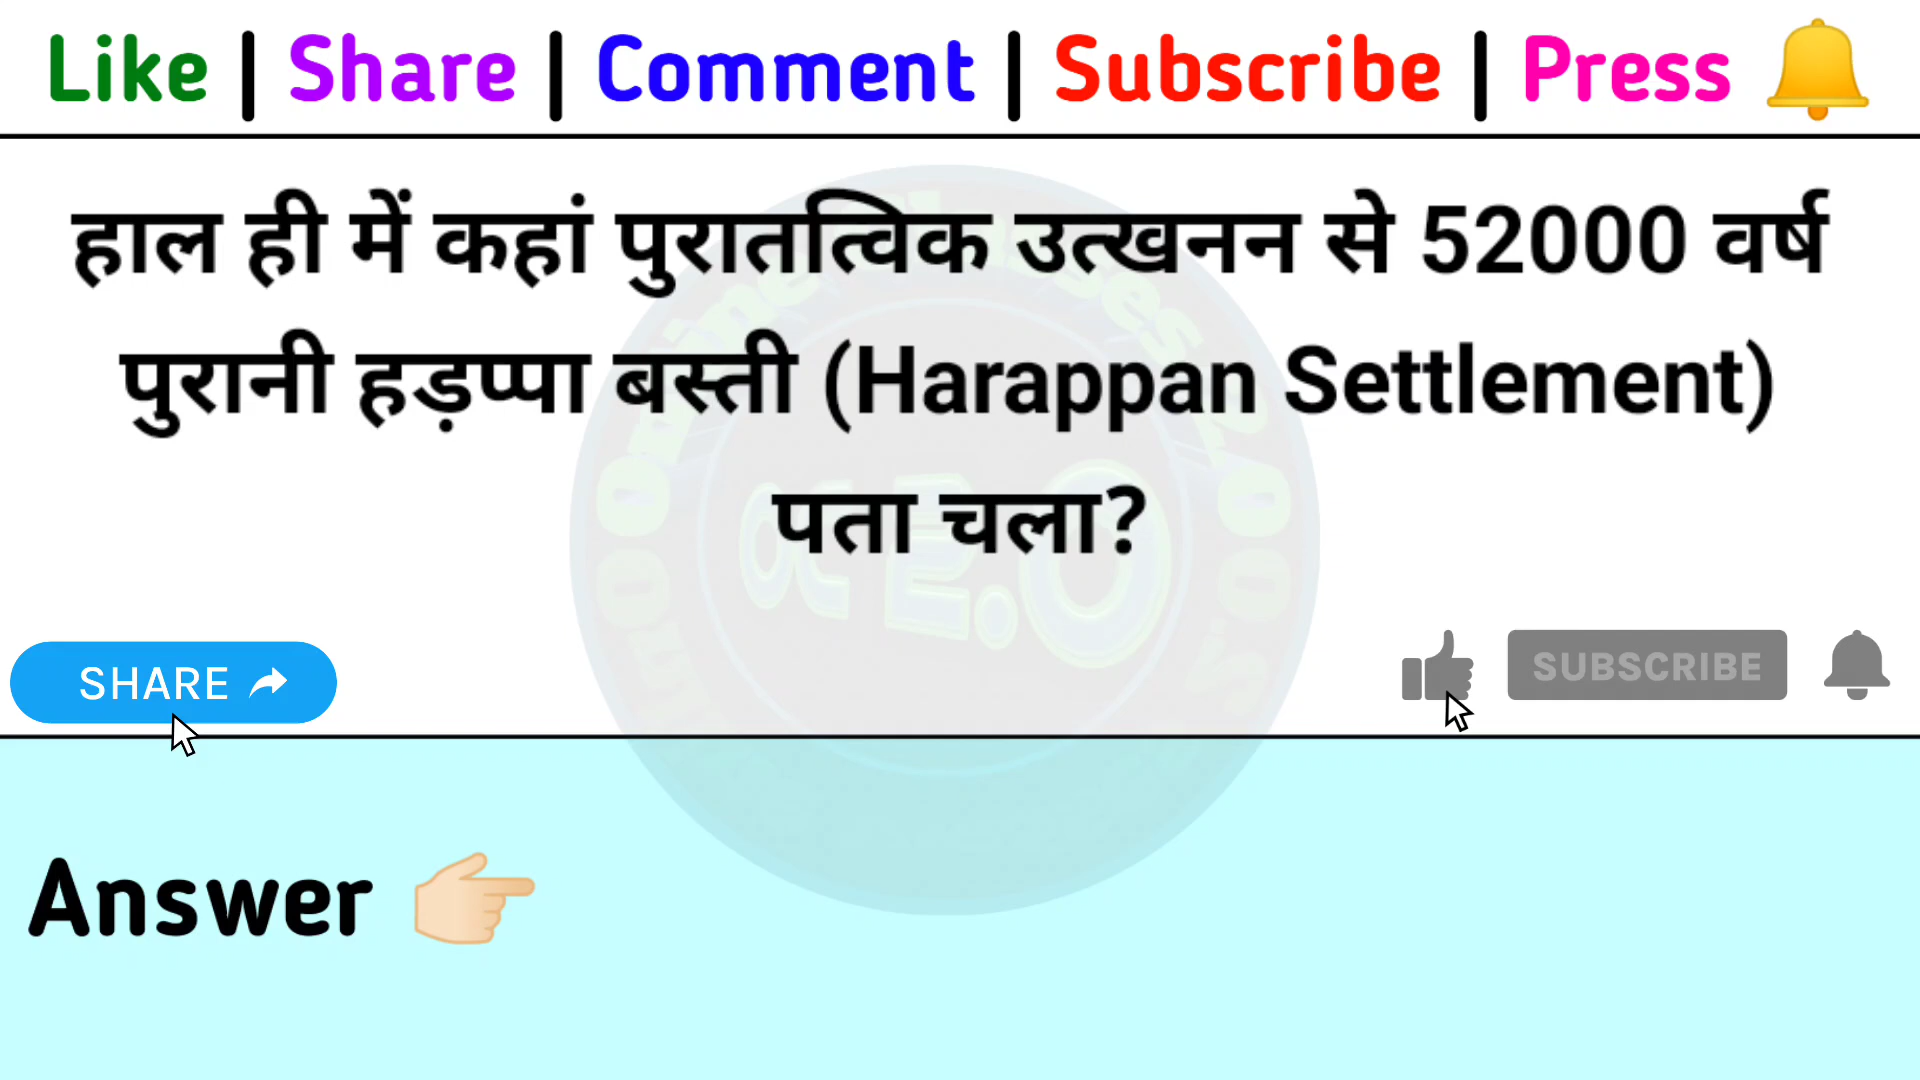 Like | Share | Comment | Subscribe | Press
हाल ही में कहां पुरातत्विक उत्खनन से 52000 वर्ष
पुरानी हड़प्पा बस्ती (Harappan Settlement)
पता चला?
SHARE
SUBSCRIBE
Answer